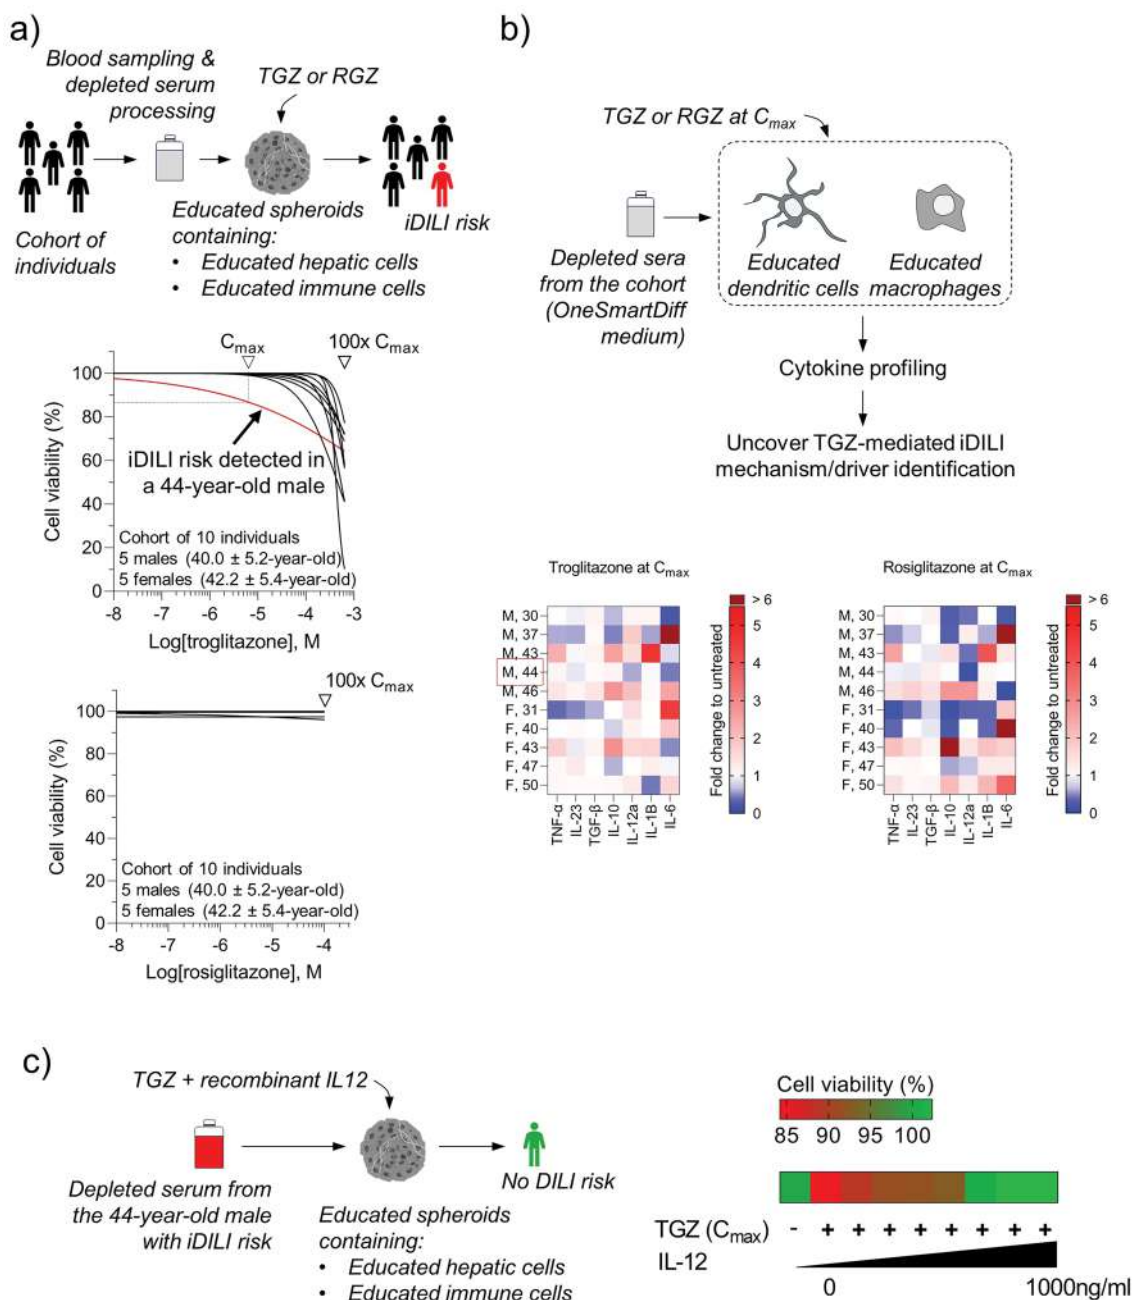 a)
Blood sampling &
depleted serum
processing
TGZ or RGZ
Cohort of
individuals
Educated spheroids
containing:
• Educated hepatic cells
• Educated immune cells
iDILI risk
Cmax
100x Cmax
100
80
60
40
20
0
Cell viability (%)
iDILI risk detected in
a 44-year-old male
Cohort of 10 individuals
5 males (40.0 ± 5.2-year-old)
5 females (42.2 ± 5.4-year-old)
-8 -7 -6 -5 -4 -3
Log[troglitazone], M
100x Cmax
100
80
60
40
20
0
Cell viability (%)
Cohort of 10 individuals
5 males (40.0 ± 5.2-year-old)
5 females (42.2 ± 5.4-year-old)
-8 -7 -6 -5 -4
Log[rosiglitazone], M
b)
TGZ or RGZ at Cmax
Depleted sera
from the cohort
(OneSmartDiff
medium)
Educated
dendritic cells
Educated
macrophages
Cytokine profiling
Uncover TGZ-mediated iDILI
mechanism/driver identification
Troglitazone at Cmax
M, 30
M, 37
M, 43
M, 44
M, 46
F, 31
F, 40
F, 43
F, 47
F, 50
TNF-α
IL-23
TGF-β
IL-10
IL-12a
IL-1B
IL-6
Fold change to untreated
> 6
5
4
3
2
1
0
Rosiglitazone at Cmax
M, 30
M, 37
M, 43
M, 44
M, 46
F, 31
F, 40
F, 43
F, 47
F, 50
TNF-α
IL-23
TGF-β
IL-10
IL-12a
IL-1B
IL-6
Fold change to untreated
> 6
5
4
3
2
1
0
c)
TGZ + recombinant IL12
Depleted serum from
the 44-year-old male
with iDILI risk
Educated spheroids
containing:
• Educated hepatic cells
• Educated immune cells
No DILI risk
Cell viability (%)
85 90 95 100
TGZ (Cmax) - + + + + + + + +
IL-12
0 1000ng/ml